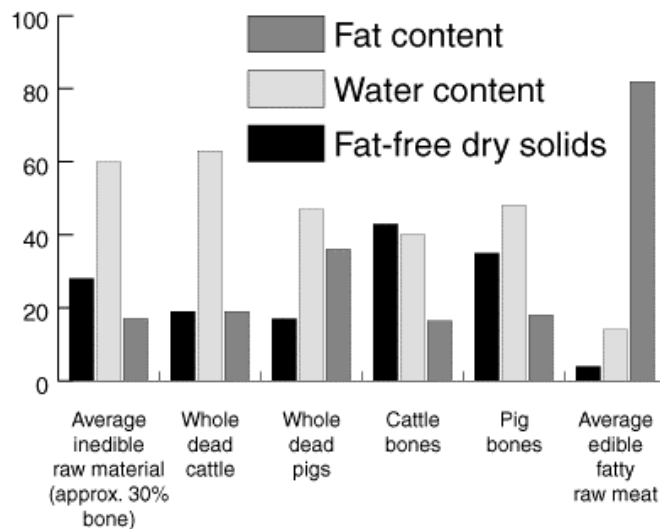 100
80
60
40
20
0
Fat content
Water content
Fat-free dry solids
Average
inedible
raw material
(approx. 30%
bone)
Whole
dead
cattle
Whole
dead
pigs
Cattle
bones
Pig
bones
Average
edible
fatty
raw meat